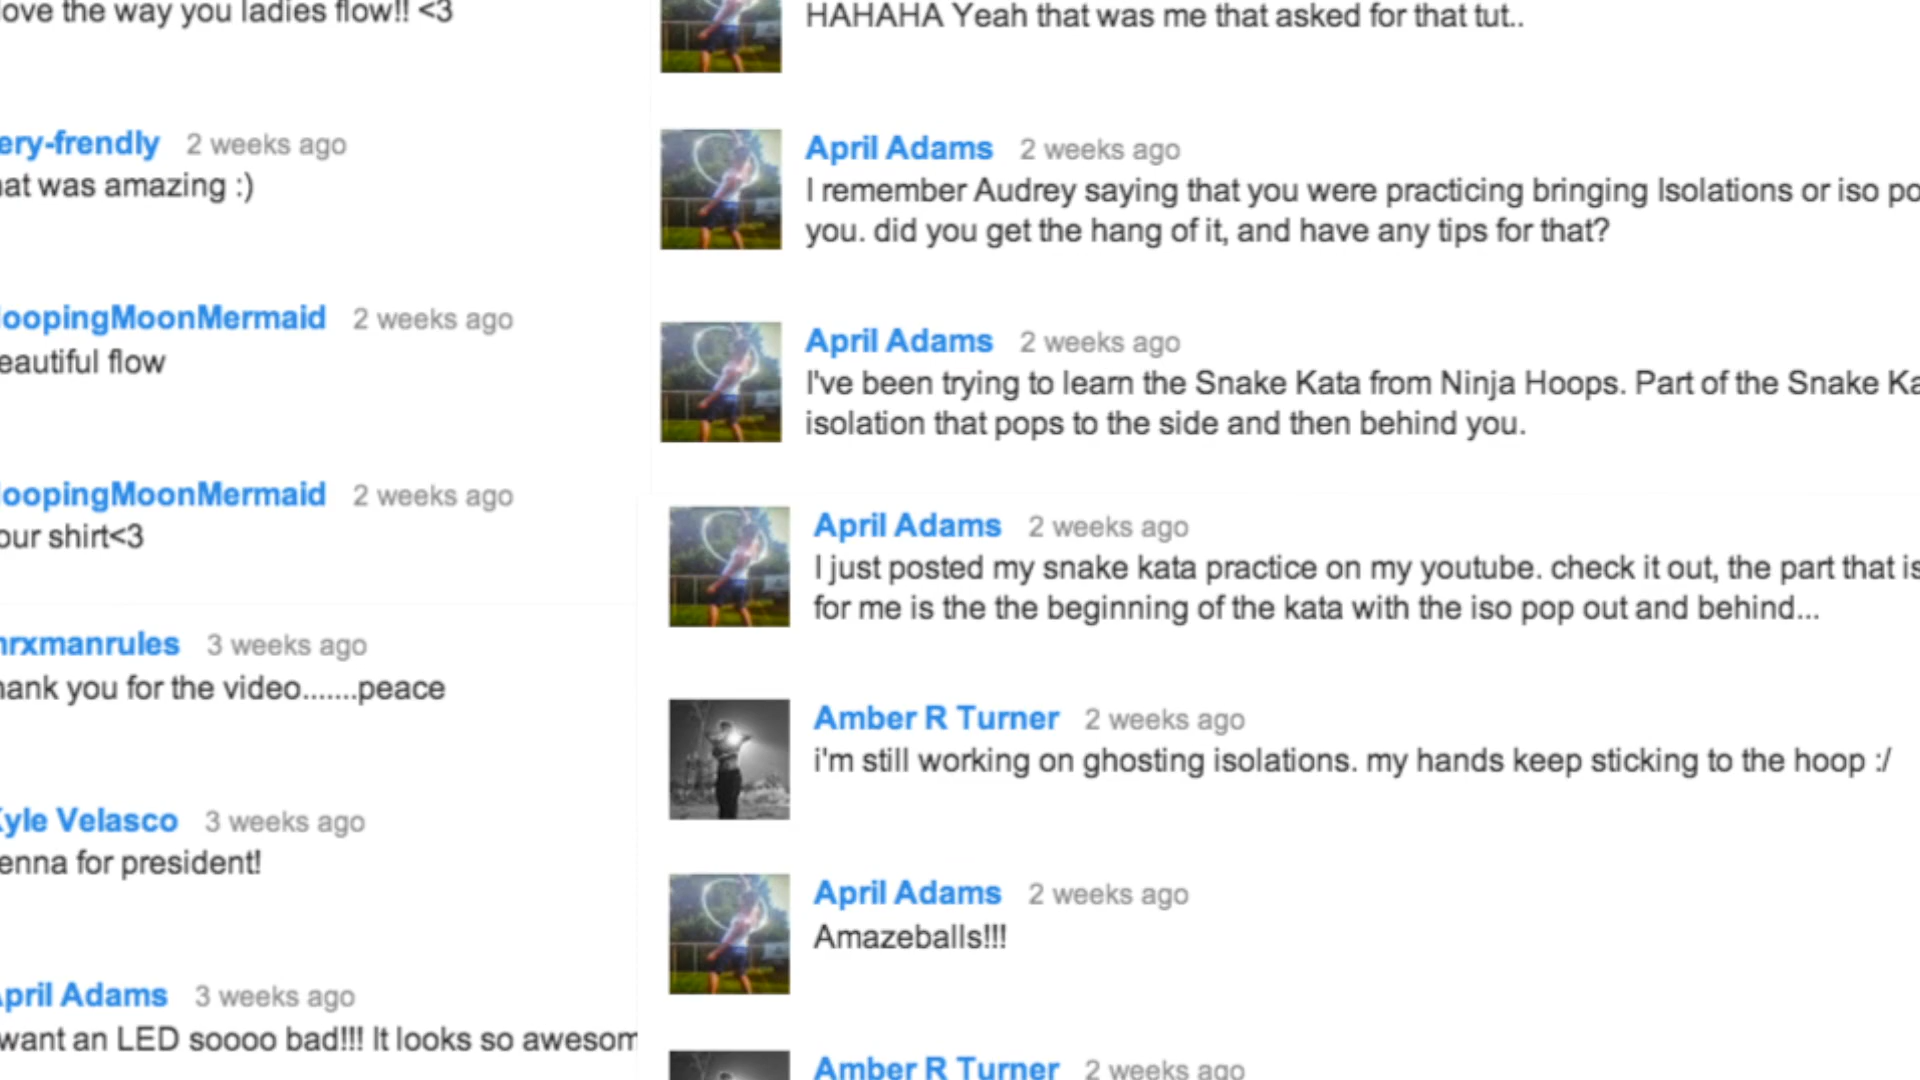 love the way you ladies flow!! <3
ery-frendly 2 weeks ago
at was amazing :)
oopingMoonMermaid 2 weeks ago
eautiful flow
oopingMoonMermaid 2 weeks ago
our shirt<3
rxmanrules 3 weeks ago
hank you for the video.......peace
yle Velasco 3 weeks ago
enna for president!
pril Adams 3 weeks ago
want an LED soooo bad!!! It looks so awesom
HAHAHA Yeah that was me that asked for that tut..
April Adams 2 weeks ago
I remember Audrey saying that you were practicing bringing Isolations or iso po
you. did you get the hang of it, and have any tips for that?
April Adams 2 weeks ago
I've been trying to learn the Snake Kata from Ninja Hoops. Part of the Snake Ka
isolation that pops to the side and then behind you.
April Adams 2 weeks ago
I just posted my snake kata practice on my youtube. check it out, the part that is
for me is the the beginning of the kata with the iso pop out and behind...
Amber R Turner 2 weeks ago
i'm still working on ghosting isolations. my hands keep sticking to the hoop :/
April Adams 2 weeks ago
Amazeballs!!!
Amber R Turner 2 weeks ago